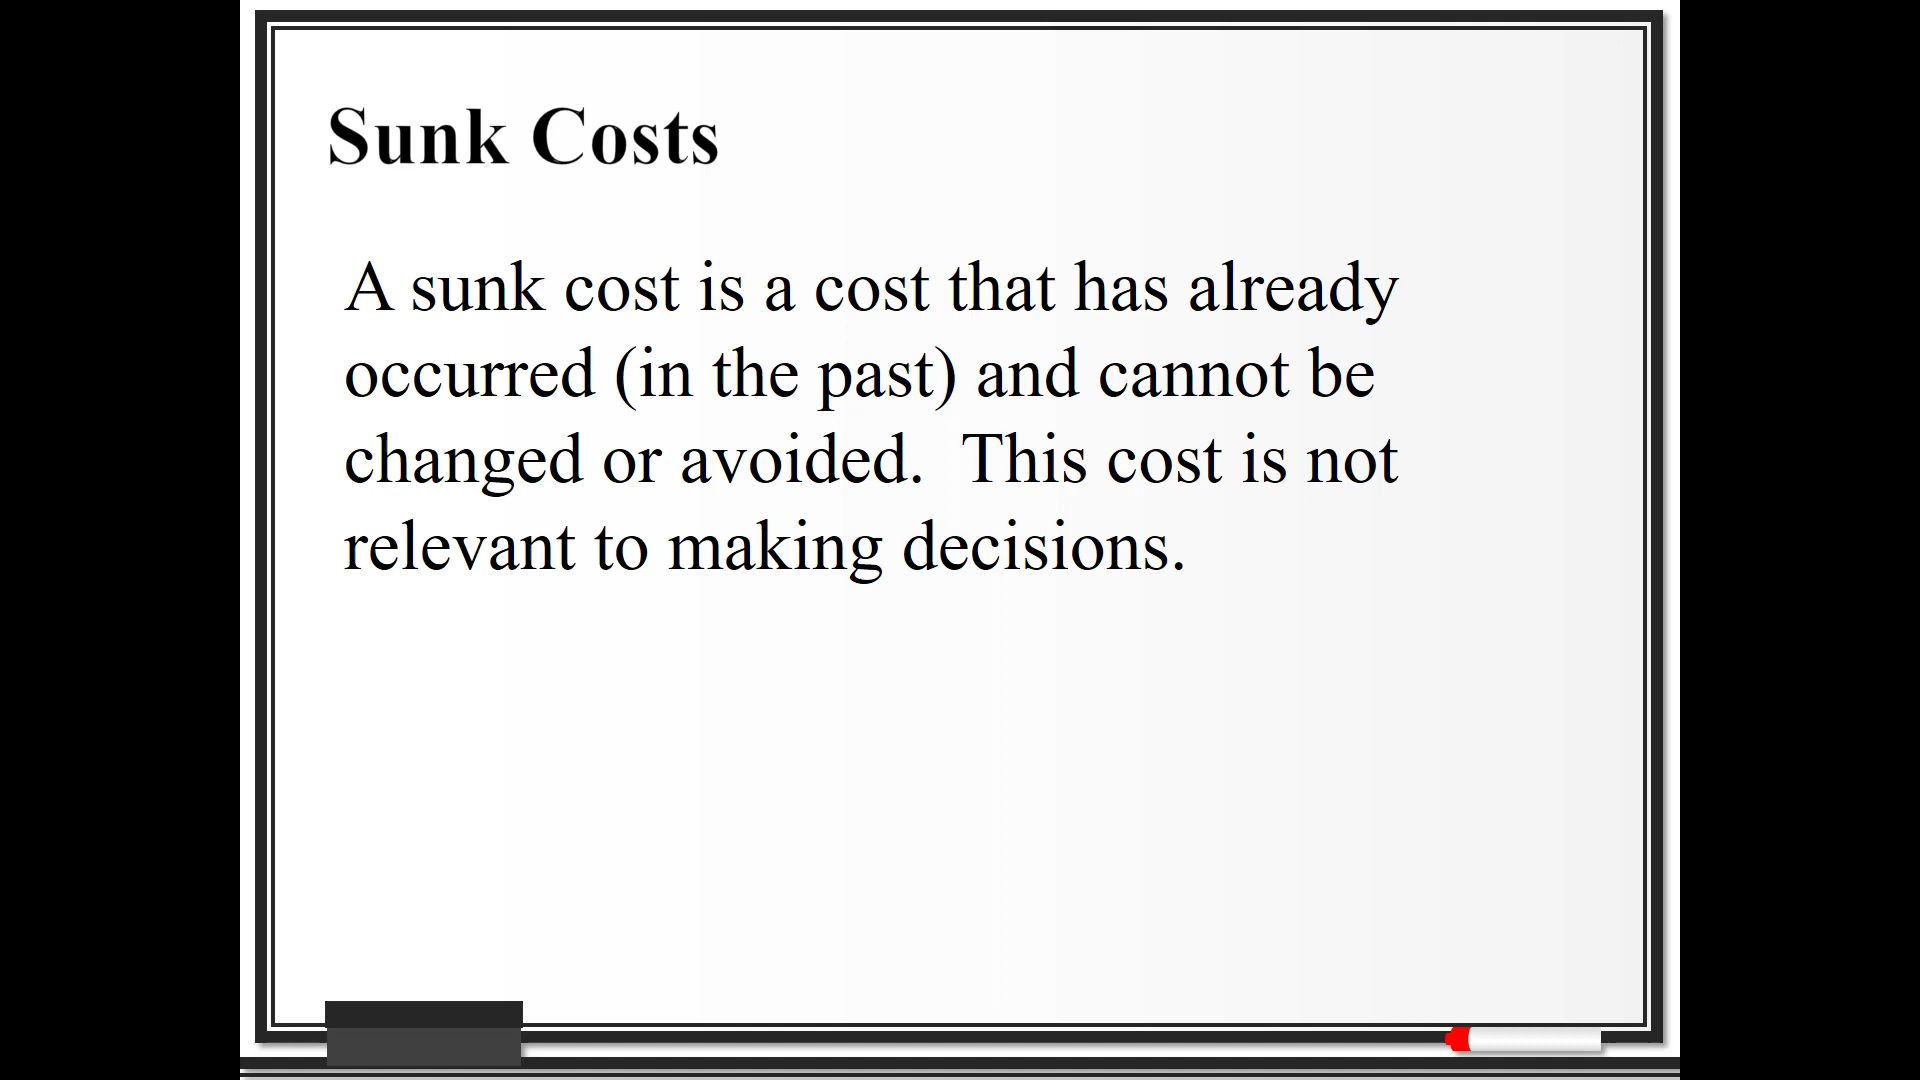 Sunk Costs
A sunk cost is a cost that has already
occurred (in the past) and cannot be
changed or avoided.  This cost is not
relevant to making decisions.